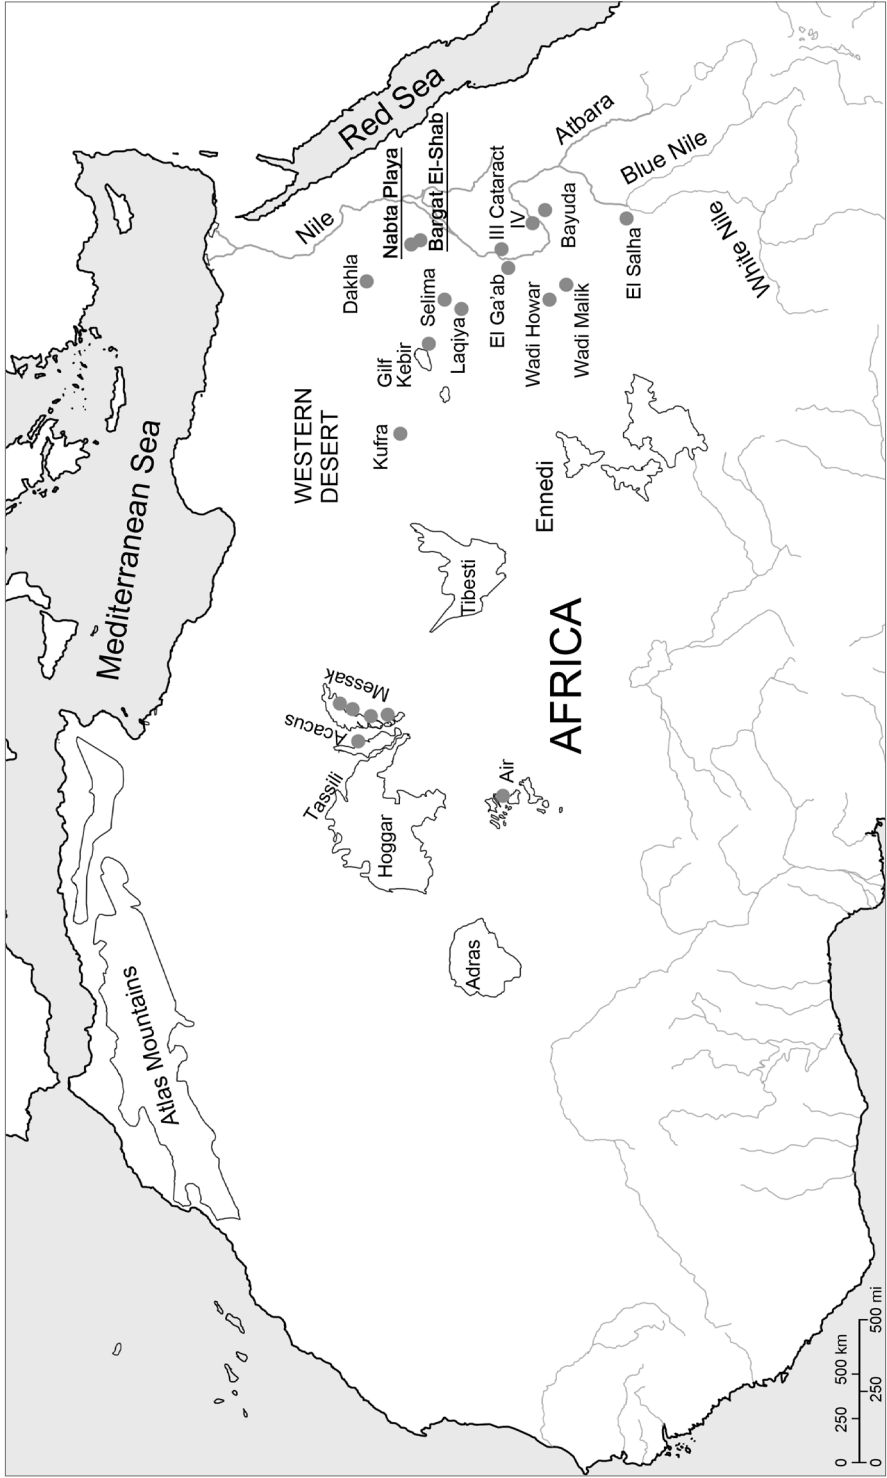 Mediterranean Sea
Red Sea
Atlas Mountains
Nile
WESTERN
DESERT
Dakhla
Nabta Playa
Bargat El-Shab
Messak
Acacus
Tassili
Hoggar
Kufra
Gilf
Kebir
Selima
Laqiya
Tibesti
Adras
Air
El Ga'ab
III Cataract
IV
Bayuda
Atbara
Wadi Howar
Wadi Malik
Ennedi
AFRICA
El Salha
Blue Nile
White Nile
0 250 500 km
0 250 500 mi